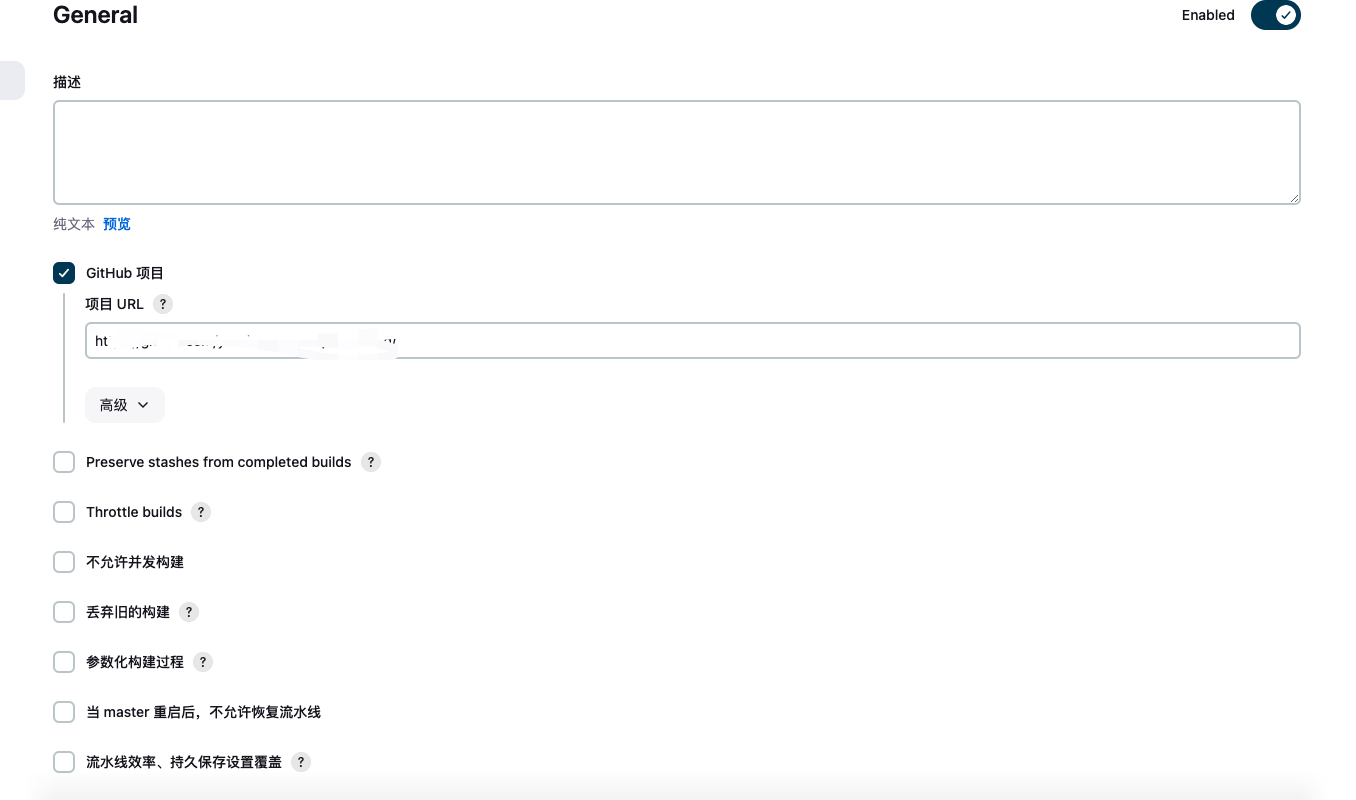 General
Enabled
描述
纯文本 预览
GitHub 项目
项目 URL ?
ht
高级
Preserve stashes from completed builds ?
Throttle builds ?
不允许并发构建
丢弃旧的构建 ?
参数化构建过程 ?
当 master 重启后，不允许恢复流水线
流水线效率、持久保存设置覆盖 ?